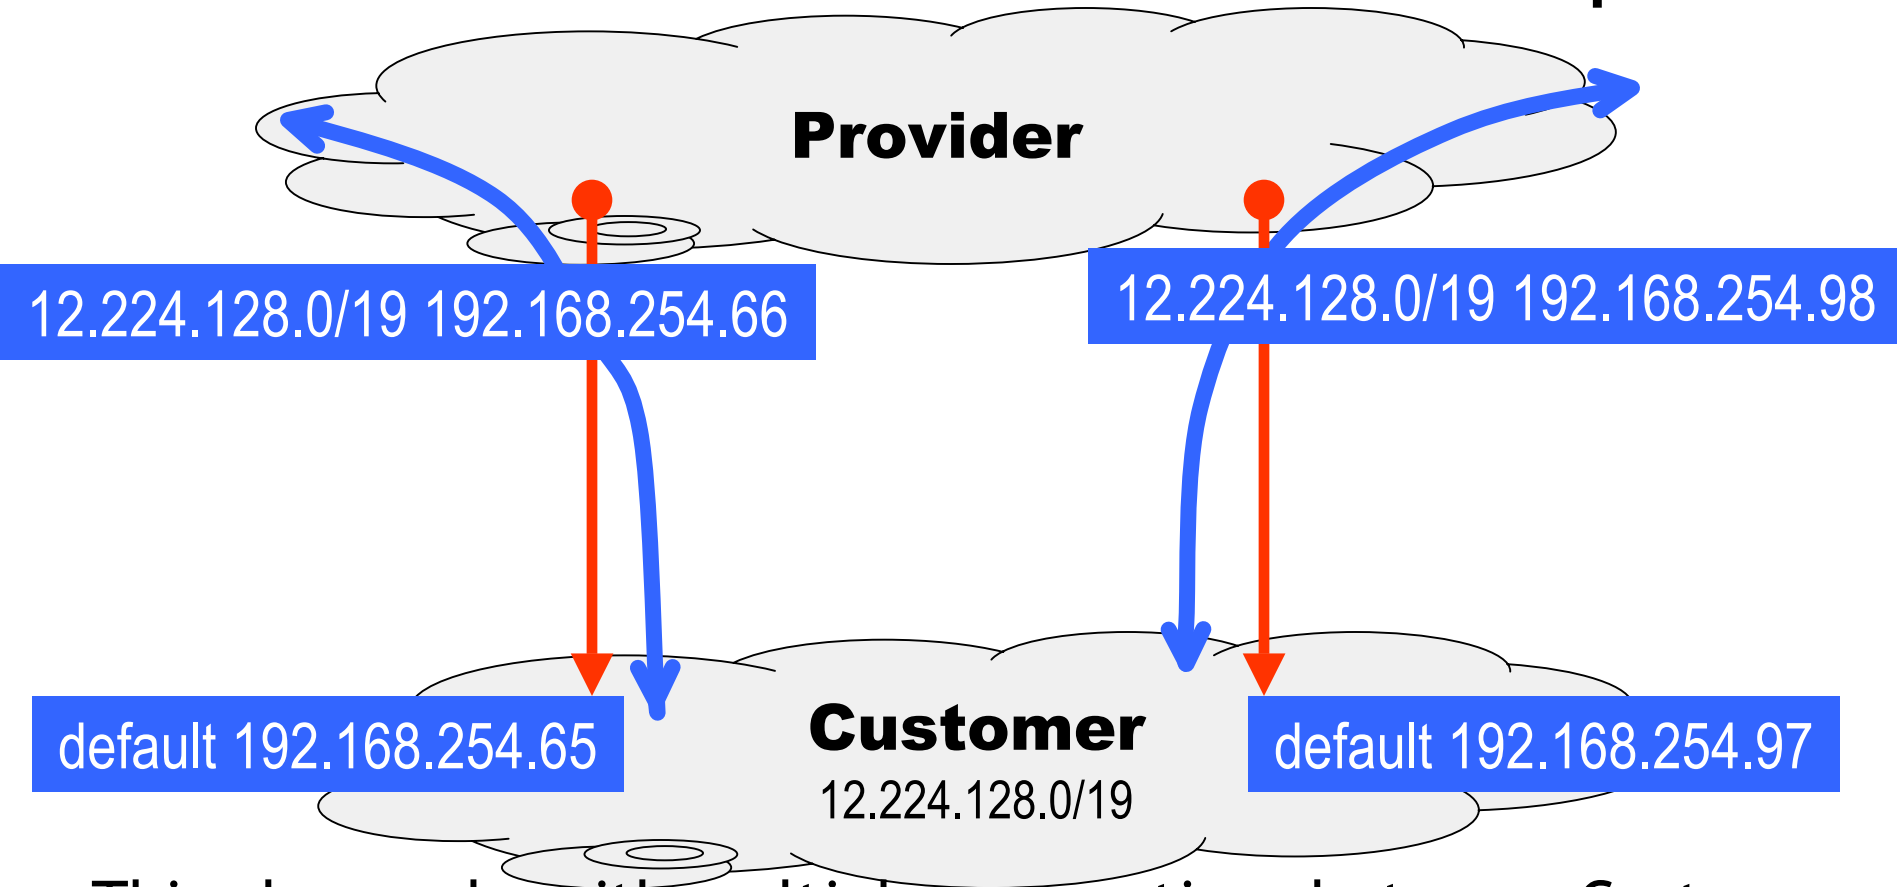 Provider
12.224.128.0/19 192.168.254.66
12.224.128.0/19 192.168.254.98
default 192.168.254.65
Customer
default 192.168.254.97
12.224.128.0/19